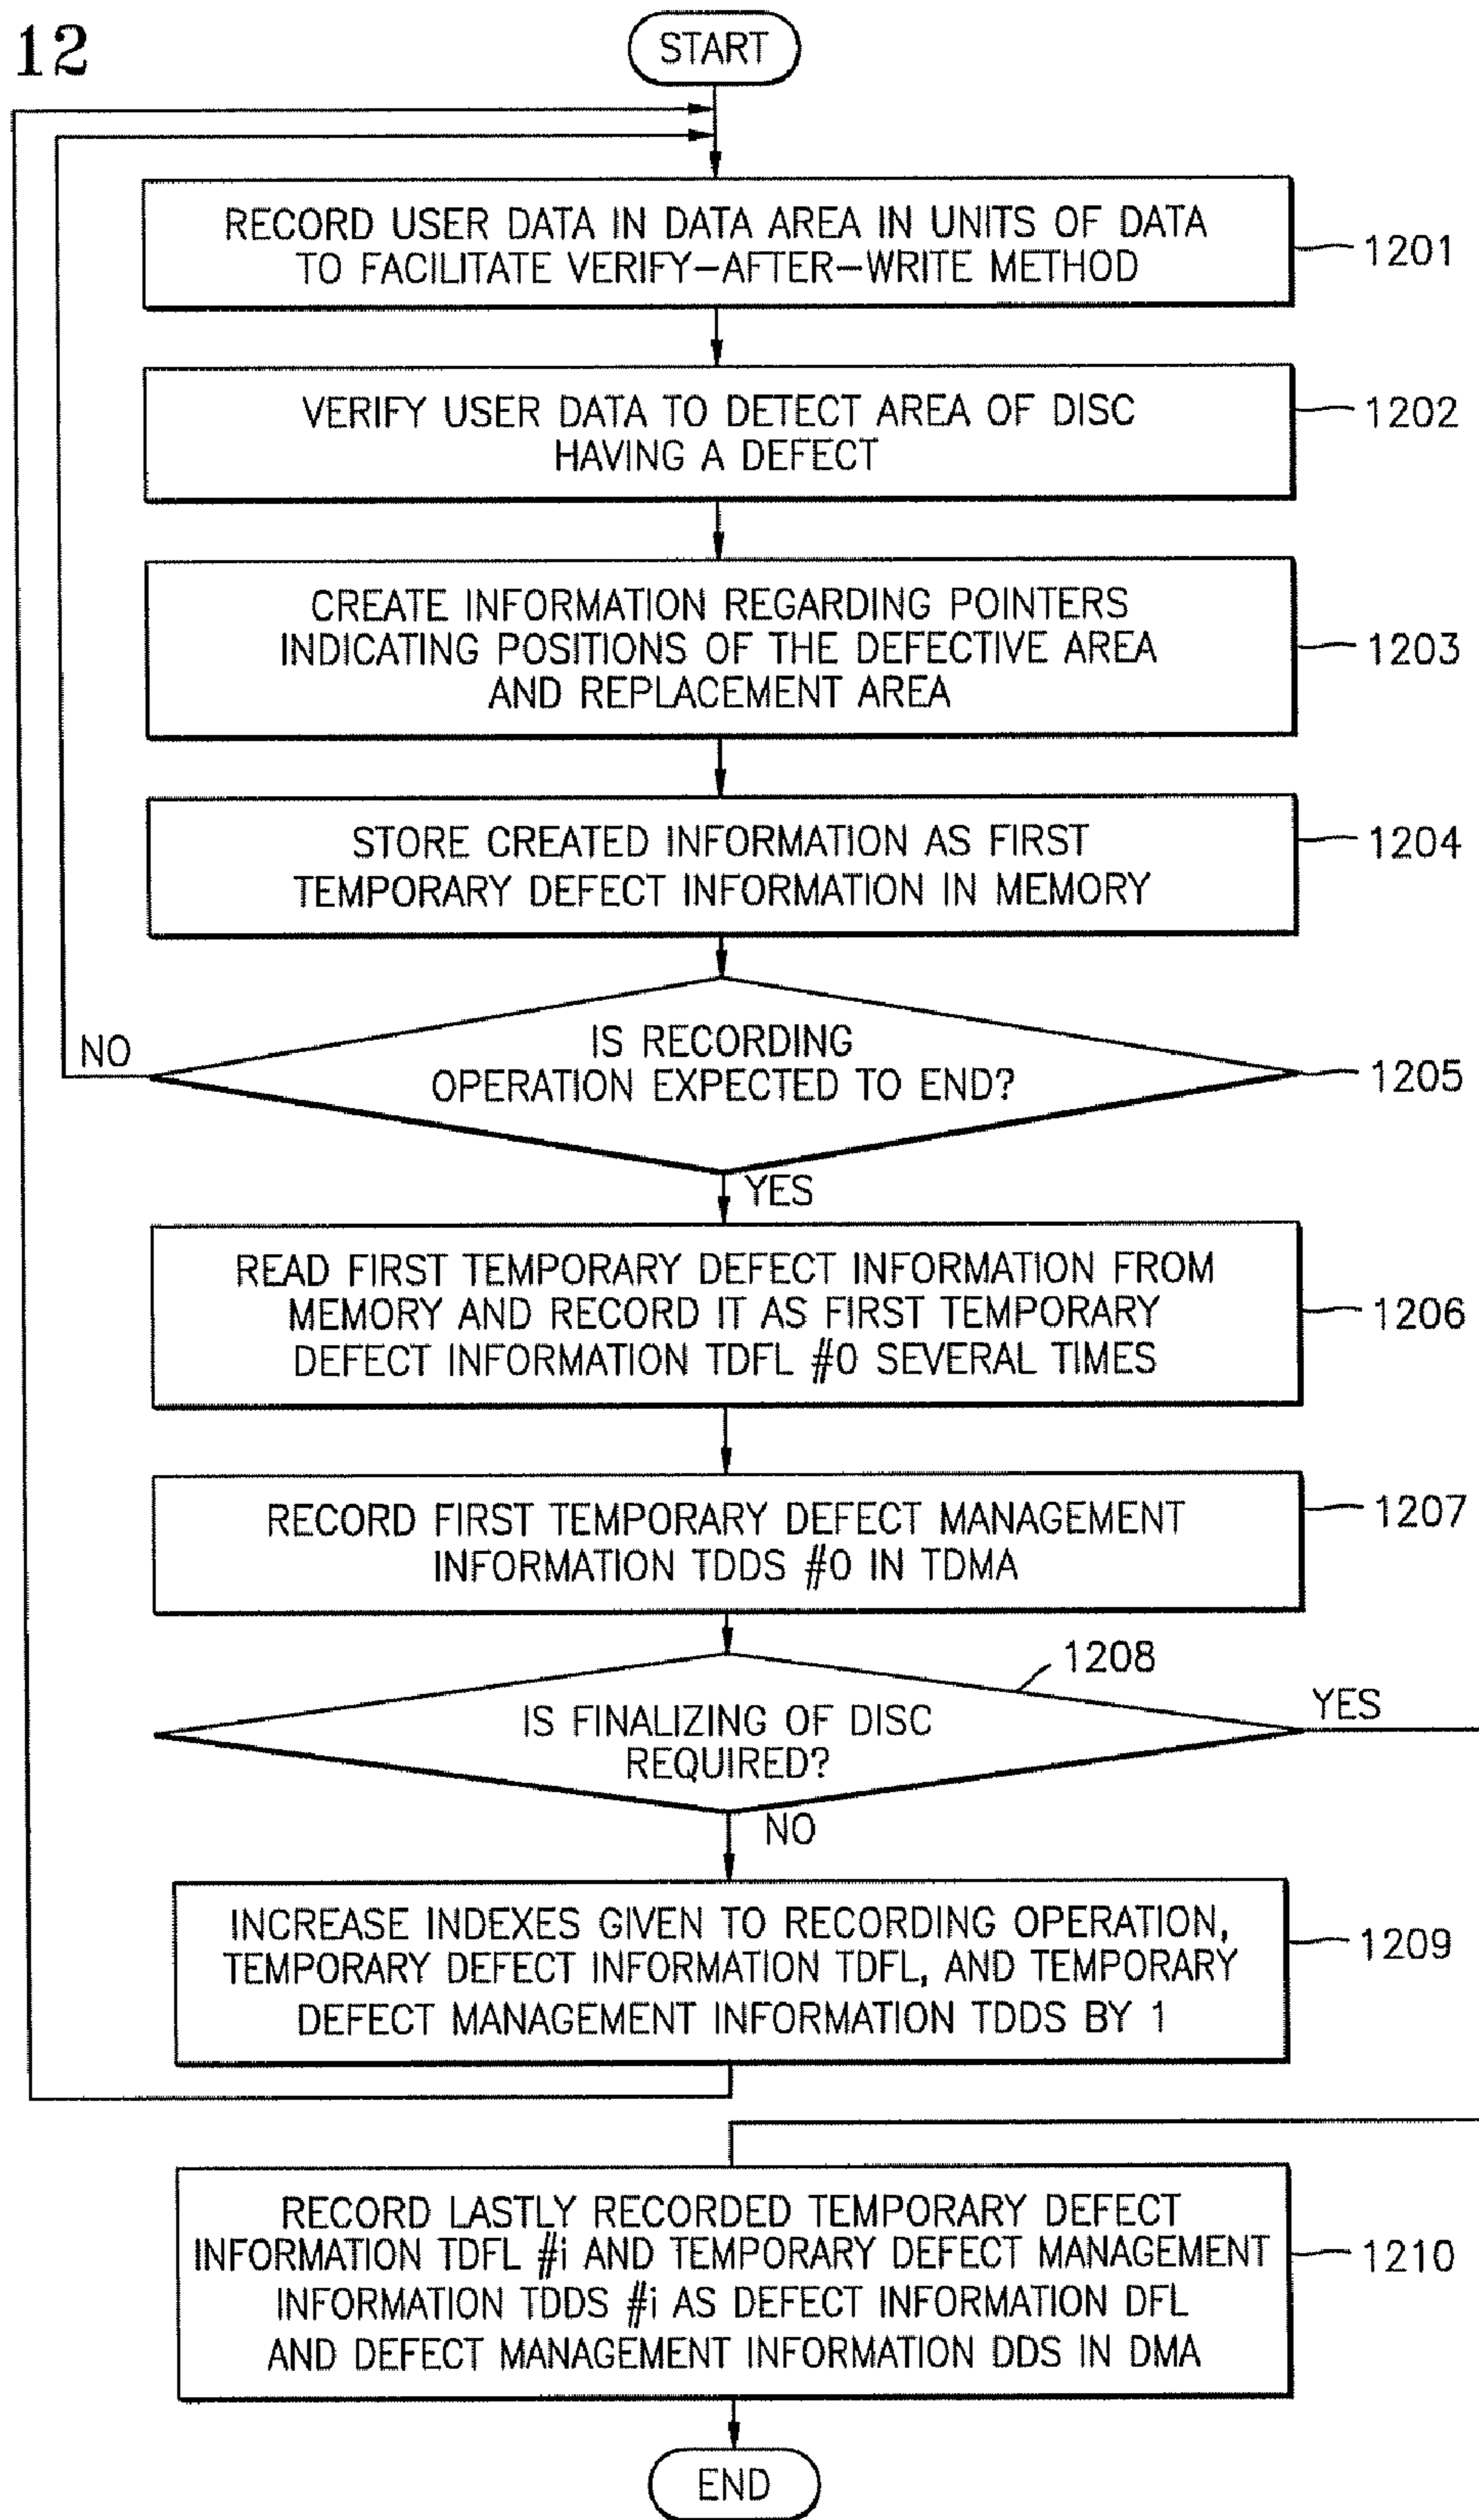 12
START
RECORD USER DATA IN DATA AREA IN UNITS OF DATA
TO FACILITATE VERIFY-AFTER-WRITE METHOD
1201
VERIFY USER DATA TO DETECT AREA OF DISC
HAVING A DEFECT
1202
CREATE INFORMATION REGARDING POINTERS
INDICATING POSITIONS OF THE DEFECTIVE AREA
AND REPLACEMENT AREA
1203
STORE CREATED INFORMATION AS FIRST
TEMPORARY DEFECT INFORMATION IN MEMORY
1204
IS RECORDING
OPERATION EXPECTED TO END?
NO
1205
YES
READ FIRST TEMPORARY DEFECT INFORMATION FROM
MEMORY AND RECORD IT AS FIRST TEMPORARY
DEFECT INFORMATION TDFL #0 SEVERAL TIMES
1206
RECORD FIRST TEMPORARY DEFECT MANAGEMENT
INFORMATION TDDS #0 IN TDMA
1207
1208
IS FINALIZING OF DISC
REQUIRED?
YES
NO
INCREASE INDEXES GIVEN TO RECORDING OPERATION,
TEMPORARY DEFECT INFORMATION TDFL, AND TEMPORARY
DEFECT MANAGEMENT INFORMATION TDDS BY 1
1209
RECORD LASTLY RECORDED TEMPORARY DEFECT
INFORMATION TDFL #i AND TEMPORARY DEFECT MANAGEMENT
INFORMATION TDDS #i AS DEFECT INFORMATION DFL
AND DEFECT MANAGEMENT INFORMATION DDS IN DMA
1210
END